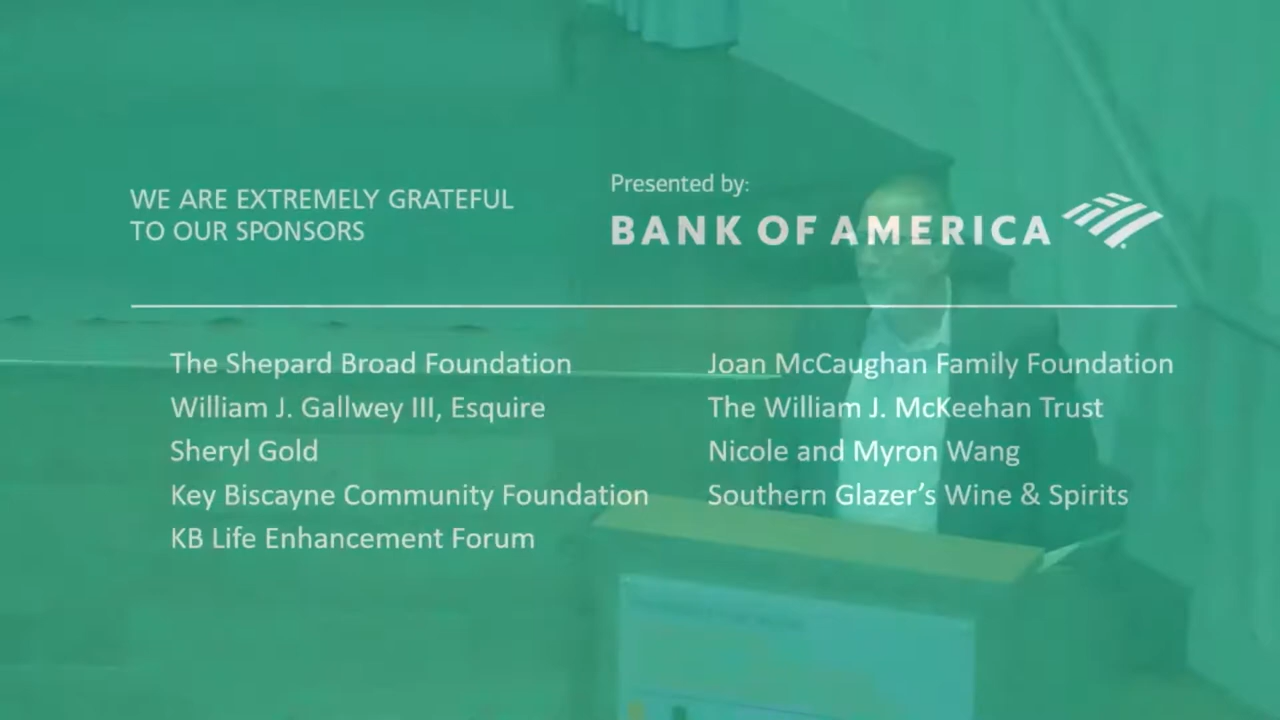 WE ARE EXTREMELY GRATEFUL
TO OUR SPONSORS
Presented by:
BANK OF AMERICA
The Shepard Broad Foundation
William J. Gallwey III, Esquire
Sheryl Gold
Key Biscayne Community Foundation
KB Life Enhancement Forum
Joan McCaughan Family Foundation
The William J. McKeehan Trust
Nicole and Myron Wang
Southern Glazer’s Wine & Spirits